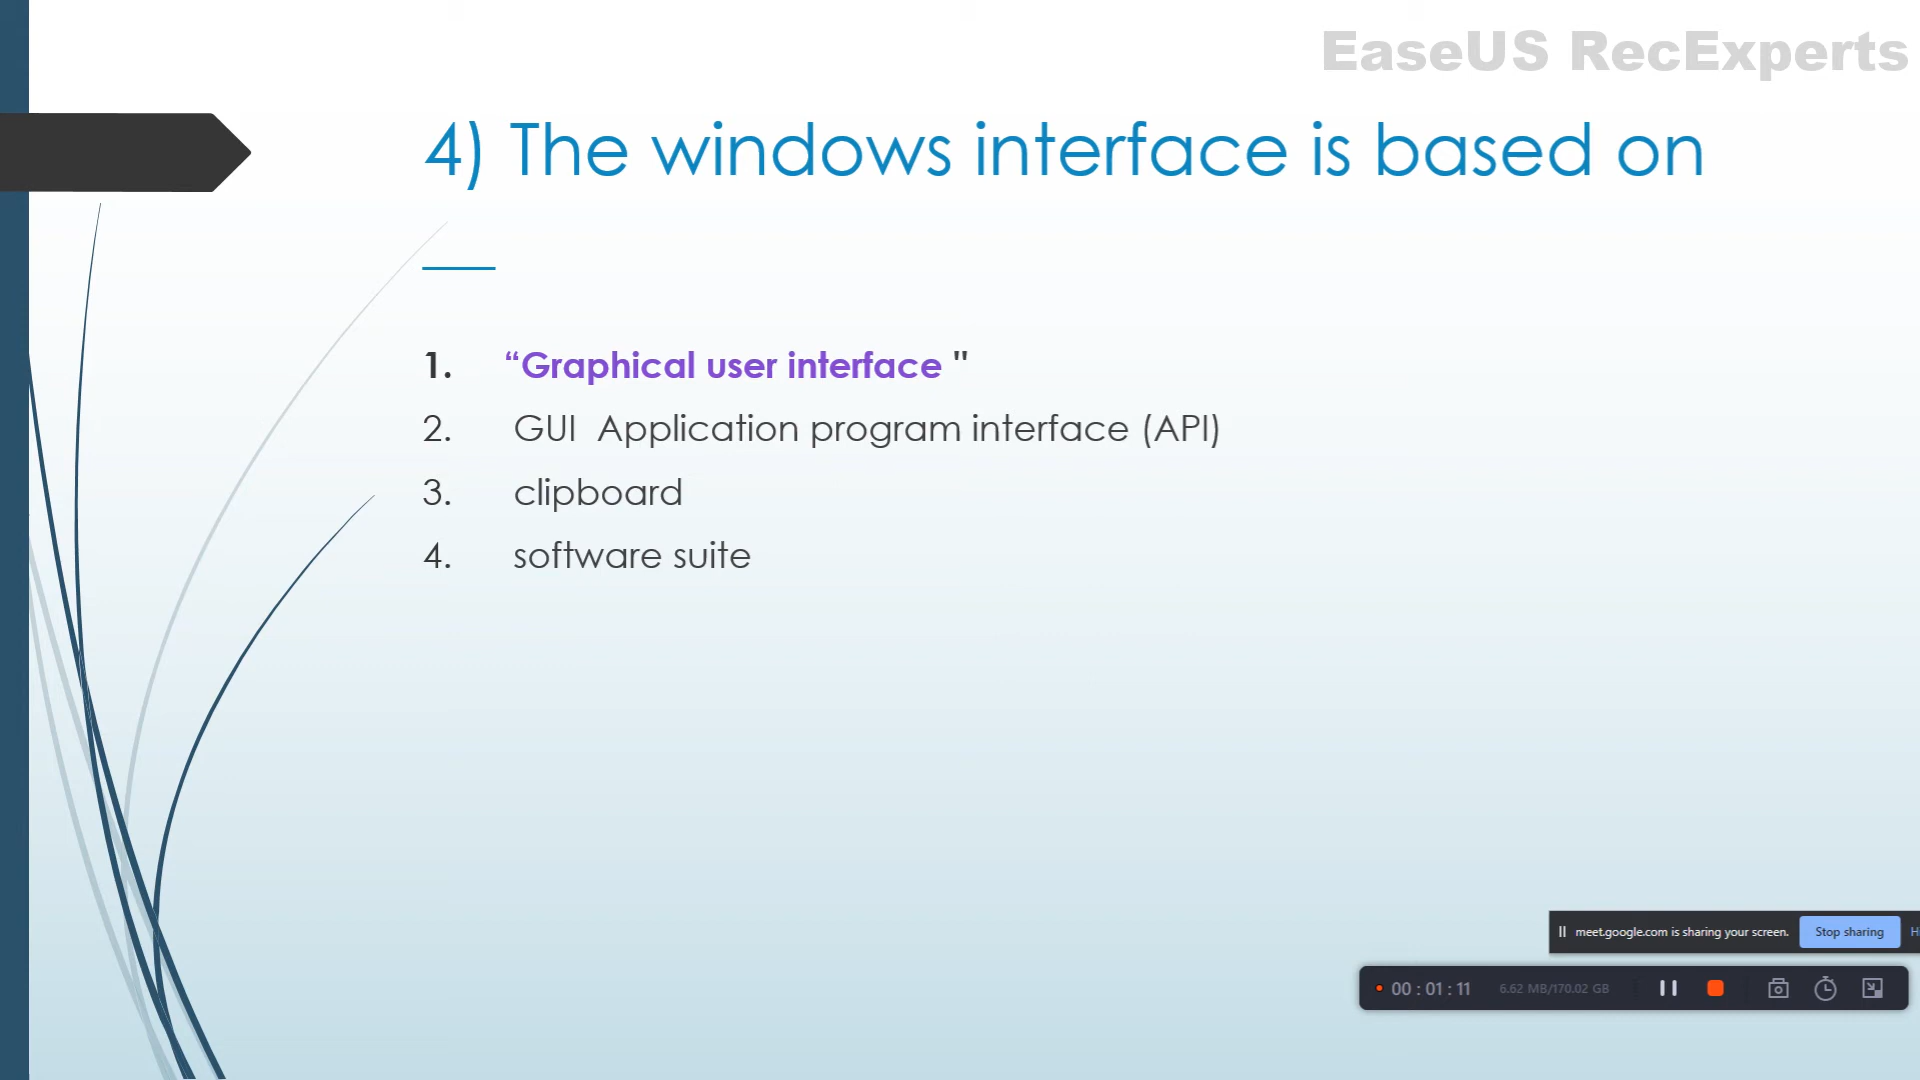 EaseUS RecExperts
4) The windows interface is based on
___
1. “Graphical user interface "
2. GUI  Application program interface (API)
3. clipboard
4. software suite
meet.google.com is sharing your screen. Stop sharing
00 : 01 : 11 6.62 MB/170.02 GB